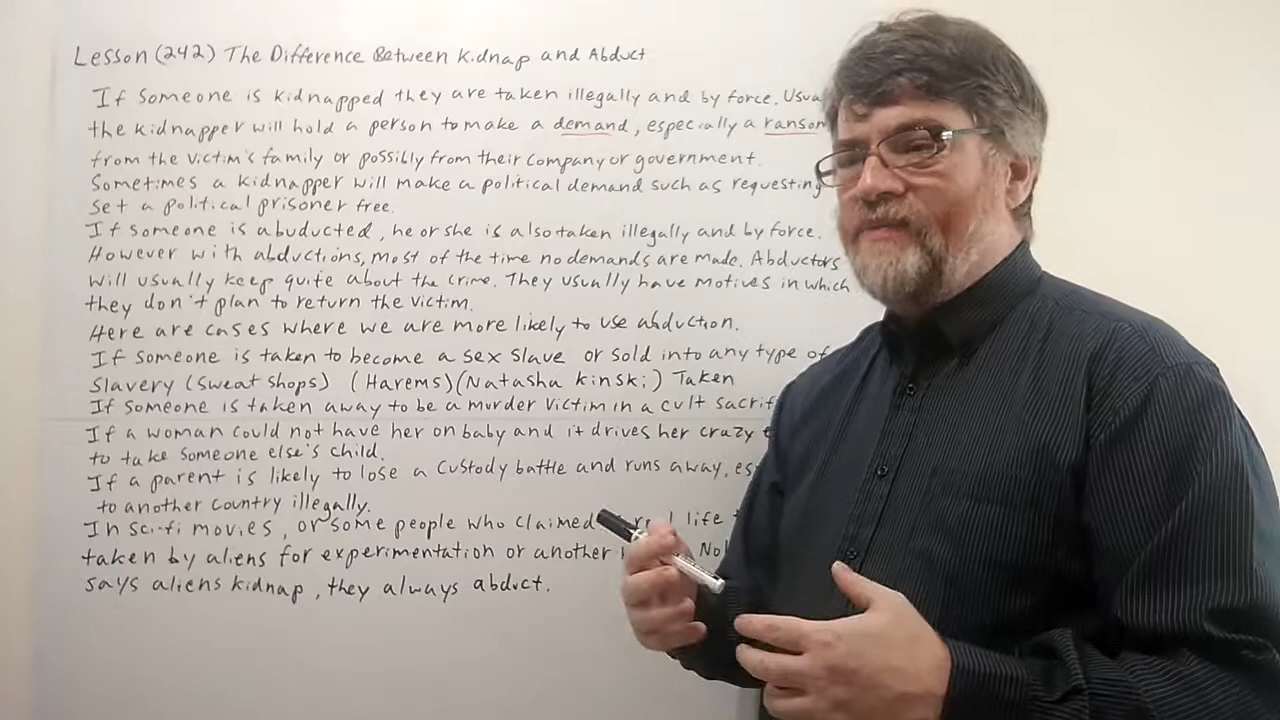 Lesson (242) The Difference Between Kidnap and Abduct
If someone is kidnapped they are taken illegally and by force.
the kidnapper will hold a person to make a demand, especially a
from the victim's family or possibly from their company or government.
Sometimes a kidnapper will make a political demand such as requesting
set a political prisoner free.
If someone is abuducted, he or she is also taken illegally and by force.
However with abductions, most of the time no demands are made. Abductors
will usually keep quite about the crime. They usually have motives in which
they don't plan to return the victim.
Here are cases where we are more likely to use abduction.
If someone is taken to become a sex slave or sold into any type of
slavery (sweat shops) (Harems) (Natasha Kinski) Taken
If someone is taken away to be a murder victim in a cult
If a woman could not have her on baby and it drives her crazy
to take someone else's child.
If a parent is likely to lose a custody battle and runs away,
to another country illegally.
In sci-fi movies, or some people who claimed life
taken by aliens for experimentation or another
says aliens kidnap, they always abduct.